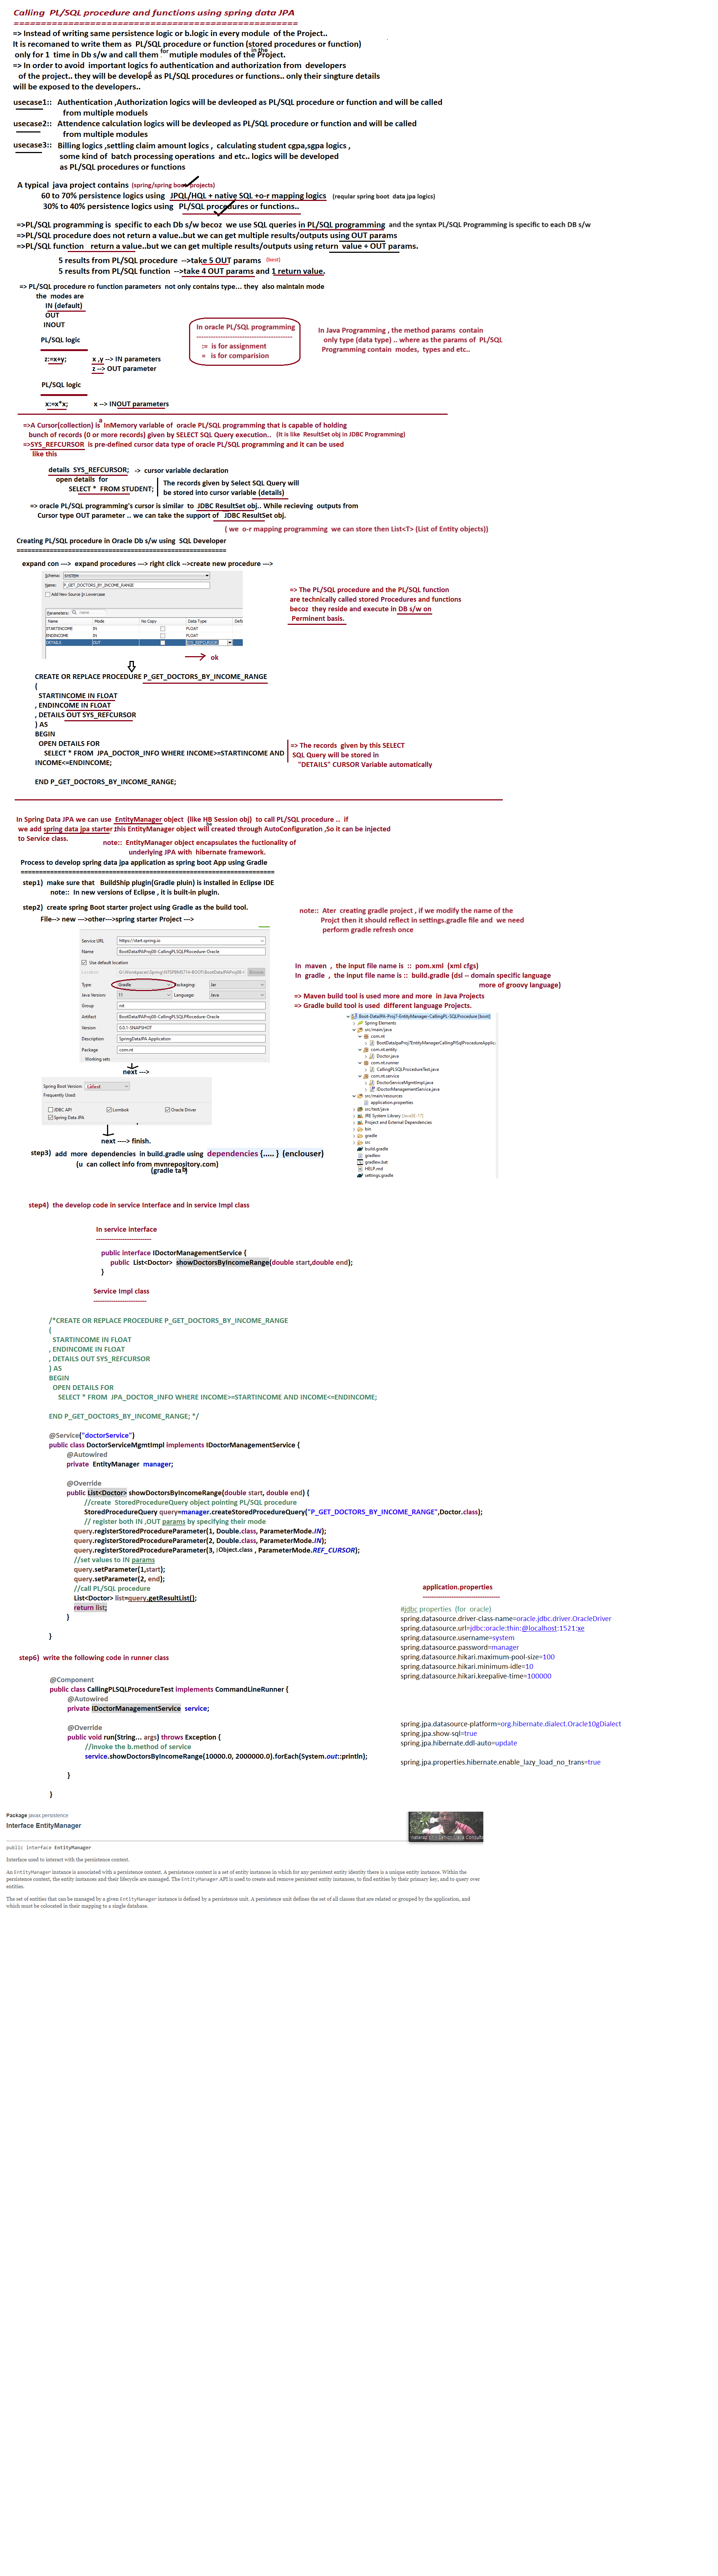 Calling PL/SQL procedure and functions using spring data JPA
====================================================
=> Instead of writing same persistence logic or b.logic in every module of the Project..
It is recomaned to write them as PL/SQL procedure or function (stored procedures or function)
only for 1 time in Db s/w and call them for mutiple modules of the Project.
in the
=> In order to avoid important logics fo authentication and authorization from developers
of the project.. they will be develoed as PL/SQL procedures or functions.. only their singture details
d
will be exposed to the developers..
usecase1:: Authentication ,Authorization logics will be devleoped as PL/SQL procedure or function and will be called
from multiple moduels
usecase2:: Attendence calculation logics will be devleoped as PL/SQL procedure or function and will be called
from multiple modules
usecase3:: Billing logics ,settling claim amount logics , calculating student cgpa,sgpa logics ,
some kind of batch processing operations and etc.. logics will be developed
as PL/SQL procedures or functions
A typical java project contains (spring/spring boot projects)
60 to 70% persistence logics using JPQL/HQL + native SQL +o-r mapping logics (reqular spring boot data jpa logics)
30% to 40% persistence logics using PL/SQL procedures or functions..
=>PL/SQL programming is specific to each Db s/w becoz we use SQL queries in PL/SQL programming and the syntax PL/SQL Programming is specific to each DB s/w
=>PL/SQL procedure does not return a value..but we can get multiple results/outputs using OUT params
=>PL/SQL function return a value..but we can get multiple results/outputs using return value + OUT params.
5 results from PL/SQL procedure -->take 5 OUT params (best)
5 results from PL/SQL function -->take 4 OUT params and 1 return value.
=> PL/SQL procedure ro function parameters not only contains type... they also maintain mode
the modes are
IN (default)
OUT
INOUT
In oracle PL/SQL programming
----------------------------------------
:= is for assignment
= is for comparision
In Java Programming , the method params contain
only type (data type) .. where as the params of PL/SQL
Programming contain modes, types and etc..
PL/SQL logic
z:=x+y; x ,y --> IN parameters
z --> OUT parameter
PL/SQL logic
x:=x*x; x --> INOUT parameters
=>A Cursor(collection) is a InMemory variable of oracle PL/SQL programmnng that is capable of holding
bunch of records (0 or more records) given by SELECT SQL Query execution.. (It is like ResultSet obj in JDBC Programming)
=>SYS_REFCURSOR is pre-defined cursor data type of oracle PL/SQL programming and it can be used
like this
details SYS_REFCURSOR; -> cursor variable declaration
open details for
SELECT * FROM STUDENT;
The records given by Select SQL Query will
be stored into cursor variable (details)
=> oracle PL/SQL programming's cursor is similar to JDBC ResultSet obj.. While recieving outputs from
Cursor type OUT parameter .. we can take the support of JDBC ResultSet obj.
( we o-r mapping programming we can store then List<T> (List of Entity objects))
Creating PL/SQL procedure in Oracle Db s/w using SQL Developer
=========================================================
expand con ---> expand procedures ---> right click -->create new procedure --->
Schema: SYSTEM
Name: P_GET_DOCTORS_BY_INCOME_RANGE
Add New Source In Lowercase
Parameters: name
Name Mode No Copy Data Type Defa
STARTINCOME IN FLOAT
ENDINCOME IN FLOAT
DETAILS OUT SYS_REFCURSOR
ok
=> The PL/SQL procedure and the PL/SQL function
are technically called stored Procedures and functions
becoz they reside and execute in DB s/w on
Perminent basis.
CREATE OR REPLACE PROCEDURE P_GET_DOCTORS_BY_INCOME_RANGE
(
STARTINCOME IN FLOAT
, ENDINCOME IN FLOAT
, DETAILS OUT SYS_REFCURSOR
) AS
BEGIN
OPEN DETAILS FOR
SELECT * FROM JPA_DOCTOR_INFO WHERE INCOME>=STARTINCOME AND
INCOME<=ENDINCOME;
END P_GET_DOCTORS_BY_INCOME_RANGE;
=> The records given by this SELECT
SQL Query will be stored in
"DETAILS" CURSOR Variable automatically
In Spring Data JPA we can use EntityManager object (like HB Session obj) to call PL/SQL procedure .. if
we add spring data jpa starter ,this EntityManager object will be created through AutoConfiguration ,So it can be injected
to Service class.
note:: EntityManager object encapsulates the fuctionality of
underlying JPA with hibernate framework.
Process to develop spring data jpa application as spring boot App using Gradle
=====================================================================
step1) make sure that BuildShip plugin(Gradle pluin) is installed in Eclipse IDE
note:: In new versions of Eclipse , it is built-in plugin.
step2) create spring Boot starter project using Gradle as the build tool.
File--> new --->other--->spring starter Project --->
note:: Ater creating gradle project , if we modify the name of the
Projct then it should reflect in settings.gradle file and we need
perform gradle refresh once
Service URL https://start.spring.io
Name BootDataJPAProj08-CallingPLSQLPRocedure-Oracle
Use default location
Type: Gradle Packaging: Jar
Java Version: 11 Language: Java
Group nit
Artifact BootDataJPAProj08-CallingPLSQLPRocedure-Oracle
Version 0.0.1-SNAPSHOT
Description SpringDataJPA Application
Package com.nt
Working sets
next --->
In maven , the input file name is :: pom.xml (xml cfgs)
In gradle , the input file name is :: build.gradle (dsl -- domain specific language
more of groovy language)
=> Maven build tool is used more and more in Java Projects
=> Gradle build tool is used different language Projects.
Boot-DataJPA-Proj7-EntityManager-CallingPL-SQLProcedure [boot]
Spring Elements
src/main/java
com.nt
BootDataJpaProj7EntityManagerCallingPlSqlProcedureApplic
com.nt.entity
Doctor.java
com.nt.runner
CallingPLSQLProcedureTest.java
com.nt.service
DoctorServiceMgmtImpl.java
IDoctorManagementService.java
src/main/resources
application.properties
src/test/java
JRE System Library [JavaSE-17]
Project and External Dependencies
bin
gradle
src
build.gradle
gradlew
gradlew.bat
HELP.md
settings.gradle
Spring Boot Version: Latest
Frequently Used:
JDBC API Lombok Oracle Driver
Spring Data JPA
next ----> finish.
step3) add more dependencies in build.gradle using dependencies {..... } (enclouser)
(u can collect info from mvnrepository.com)
(gradle tab)
step4) the develop code in service Interface and in service Impl class
In service interface
-------------------------
public interface IDoctorManagementService {
public List<Doctor> showDoctorsByIncomeRange(double start,double end);
}
Service Impl class
------------------------
/*CREATE OR REPLACE PROCEDURE P_GET_DOCTORS_BY_INCOME_RANGE
(
STARTINCOME IN FLOAT
, ENDINCOME IN FLOAT
, DETAILS OUT SYS_REFCURSOR
) AS
BEGIN
OPEN DETAILS FOR
SELECT * FROM JPA_DOCTOR_INFO WHERE INCOME>=STARTINCOME AND INCOME<=ENDINCOME;
END P_GET_DOCTORS_BY_INCOME_RANGE; */
@Service("doctorService")
public class DoctorServiceMgmtImpl implements IDoctorManagementService {
@Autowired
private EntityManager manager;
@Override
public List<Doctor> showDoctorsByIncomeRange(double start, double end) {
//create StoredProcedureQuery object pointing PL/SQL procedure
StoredProcedureQuery query=manager.createStoredProcedureQuery("P_GET_DOCTORS_BY_INCOME_RANGE",Doctor.class);
// register both IN ,OUT params by specifying their mode
query.registerStoredProcedureParameter(1, Double.class, ParameterMode.IN);
query.registerStoredProcedureParameter(2, Double.class, ParameterMode.IN);
query.registerStoredProcedureParameter(3, Object.class , ParameterMode.REF_CURSOR);
//set values to IN params
query.setParameter(1,start);
query.setParameter(2, end);
//call PL/SQL procedure
List<Doctor> list=query.getResultList();
return list;
}
}
application.properties
-----------------------------------
#jdbc properties (for oracle)
spring.datasource.driver-class-name=oracle.jdbc.driver.OracleDriver
spring.datasource.url=jdbc:oracle:thin:@localhost:1521:xe
spring.datasource.username=system
spring.datasource.password=manager
spring.datasource.hikari.maximum-pool-size=100
spring.datasource.hikari.minimum-idle=10
spring.datasource.hikari.keepalive-time=100000
spring.jpa.datasource-platform=org.hibernate.dialect.Oracle10gDialect
spring.jpa.show-sql=true
spring.jpa.hibernate.ddl-auto=update
spring.jpa.properties.hibernate.enable_lazy_load_no_trans=true
step6) write the following code in runner class
@Component
public class CallingPLSQLProcedureTest implements CommandLineRunner {
@Autowired
private IDoctorManagementService service;
@Override
public void run(String... args) throws Exception {
//invoke the b.method of service
service.showDoctorsByIncomeRange(10000.0, 2000000.0).forEach(System.out::println);
}
}
Package javax.persistence
Interface EntityManager
public interface EntityManager
Interface used to interact with the persistence context.
An EntityManager instance is associated with a persistence context. A persistence context is a set of entity instances in which for any persistent entity identity there is a unique entity instance. Within the
persistence context, the entity instances and their lifecycle are managed. The EntityManager API is used to create and remove persistent entity instances, to find entities by their primary key, and to query over
entities.
The set of entities that can be managed by a given EntityManager instance is defined by a persistence unit. A persistence unit defines the set of all classes that are related or grouped by the application, and
which must be colocated in their mapping to a single database.